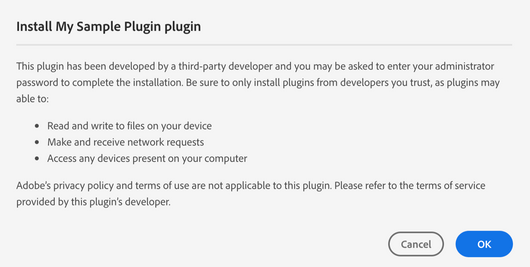 Install My Sample Plugin plugin
This plugin has been developed by a third-party developer and you may be asked to enter your administrator
password to complete the installation. Be sure to only install plugins from developers you trust, as plugins may
able to:
• Read and write to files on your device
• Make and receive network requests
• Access any devices present on your computer
Adobe's privacy policy and terms of use are not applicable to this plugin. Please refer to the terms of service
provided by this plugin's developer.
Cancel OK